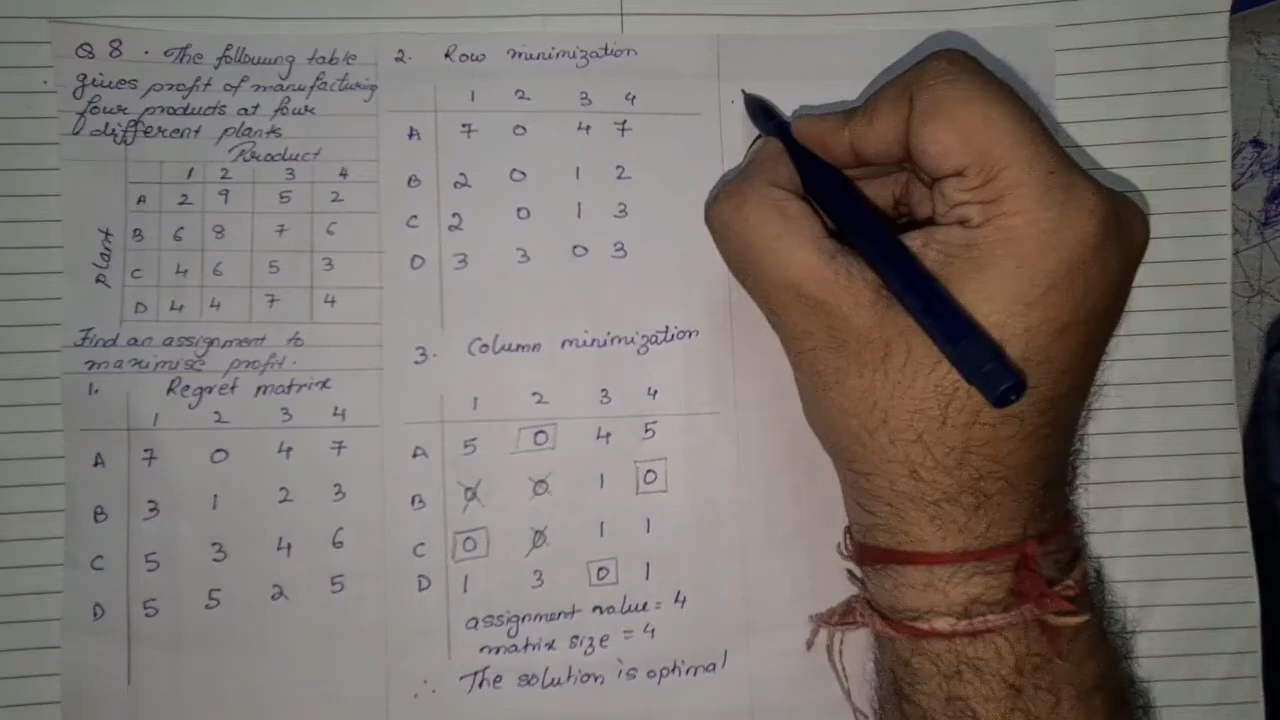 Q 8. The following table
gives profit of manufacturing
four products at four
different plants
Product
1 2 3 4
A 2 9 5 2
B 6 8 7 6
C 4 6 5 3
D 4 4 7 4
Plant
Find an assignment to
maximise profit.
1. Regret matrix
1 2 3 4
A 7 0 4 7
B 3 1 2 3
C 5 3 4 6
D 5 5 2 5
2. Row minimization
1 2 3 4
A 7 0 4 7
B 2 0 1 2
C 2 0 1 3
D 3 3 0 3
3. Column minimization
1 2 3 4
A 5 0 4 5
B 0 0 1 0
C 0 0 1 1
D 1 3 0 1
assignment value = 4
matrix size = 4
∴ The solution is optimal